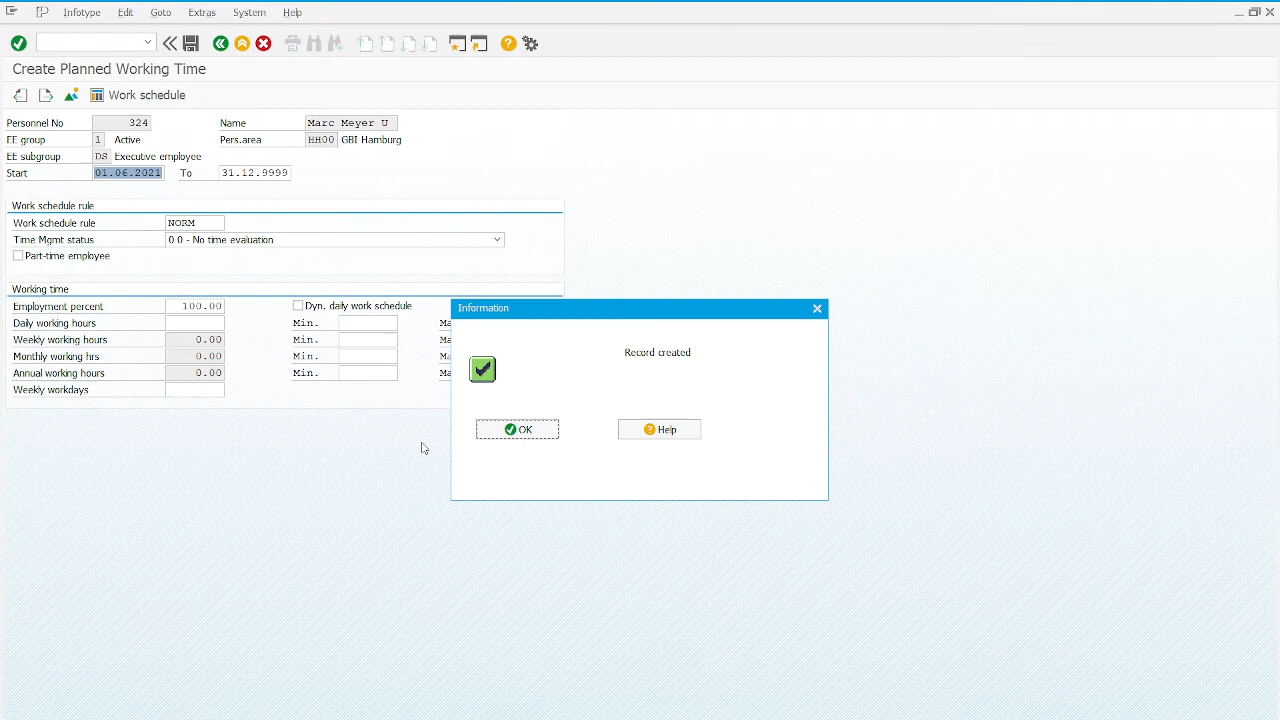 Infotype Edit Goto Extras System Help
Create Planned Working Time
Work schedule
Personnel No 324 Name Marc Meyer U
EE group 1 Active Pers.area HH00 GBI Hamburg
EE subgroup DS Executive employee
Start 01.06.2021 To 31.12.9999
Work schedule rule
Work schedule rule NORM
Time Mgmt status 0 0 - No time evaluation
Part-time employee
Working time
Employment percent 100.00 Dyn. daily work schedule
Daily working hours Min. Ma
Weekly working hours 0.00 Min. Ma
Monthly working hrs 0.00 Min. Ma
Annual working hours 0.00 Min. Ma
Weekly workdays
Information
Record created
OK Help